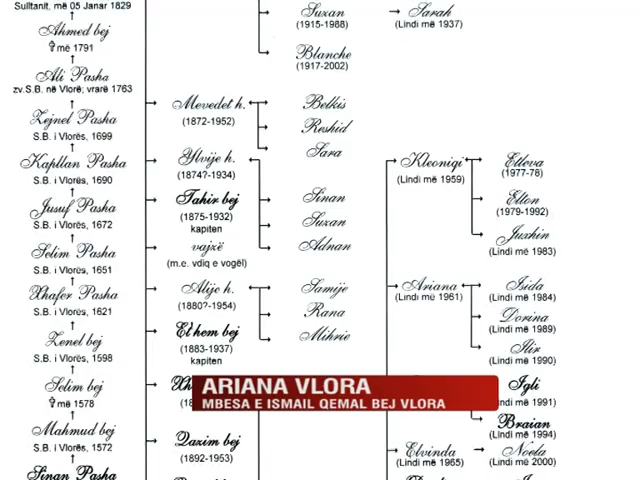 Sulltanit, më 05 Janar 1829
Ahmed bej
✞më 1791
Ali Pasha
zv.S.B. në Vlorë; vrarë 1763
Zejnel Pasha
S.B. i Vlorës, 1699
Kapllan Pasha
S.B. i Vlorës, 1690
Jusuf Pasha
S.B. i Vlorës, 1672
Selim Pasha
S.B. i Vlorës, 1651
Xhafer Pasha
S.B. i Vlorës, 1621
Zenel bej
S.B. i Vlorës, 1598
Selim bej
✞më 1578
Mahmud bej
S.B. i Vlorës, 1572
Sinan Pasha
Mevedet h.
(1872-1952)
Ylvije h.
(1874?-1934)
Tahir bej
(1875-1932)
kapiten
vajzë
(m.e. vdiq e vogël)
Alije h.
(1880?-1954)
Et'hem bej
(1883-1937)
kapiten
Qazim bej
(1892-1953)
Suzan
(1915-1988)
Blanche
(1917-2002)
Belkis
Reshid
Sara
Sinan
Suzan
Adnan
Samije
Rana
Mihrie
Sarah
(Lindi më 1937)
Kleoniqi
(Lindi më 1959)
Ariana
(Lindi më 1961)
Elvinda
(Lindi më 1965)
Etleva
(1977-78)
Elton
(1979-1992)
Juxhin
(Lindi më 1983)
Isida
(Lindi më 1984)
Dorina
(Lindi më 1989)
Ilir
(Lindi më 1990)
Igli
më 1991)
Braian
(Lindi më 1994)
Noela
(Lindi më 2000)
ARIANA VLORA
MBESA E ISMAIL QEMAL BEJ VLORA